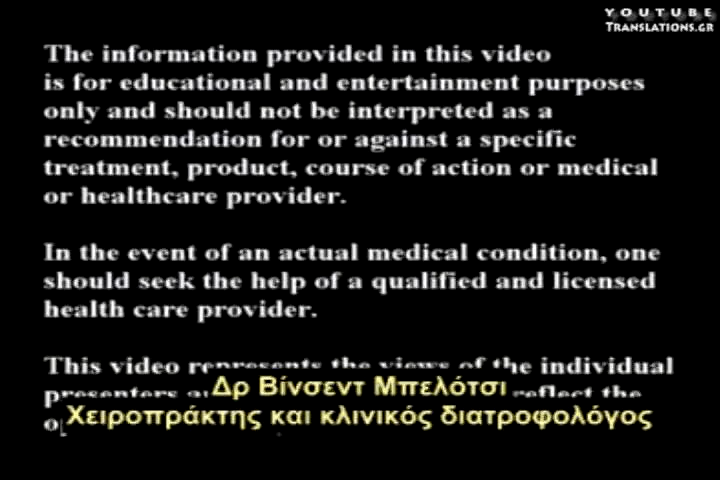 YOUTUBE
TRANSLATIONS.GR
The information provided in this video
is for educational and entertainment purposes
only and should not be interpreted as a
recommendation for or against a specific
treatment, product, course of action or medical
or healthcare provider.
In the event of an actual medical condition, one
should seek the help of a qualified and licensed
health care provider.
This video represents the views of the individual
presenters reflect the
Δρ Βίνσεντ Μπελότσι
Χειροπράκτης και κλινικός διατροφολόγος